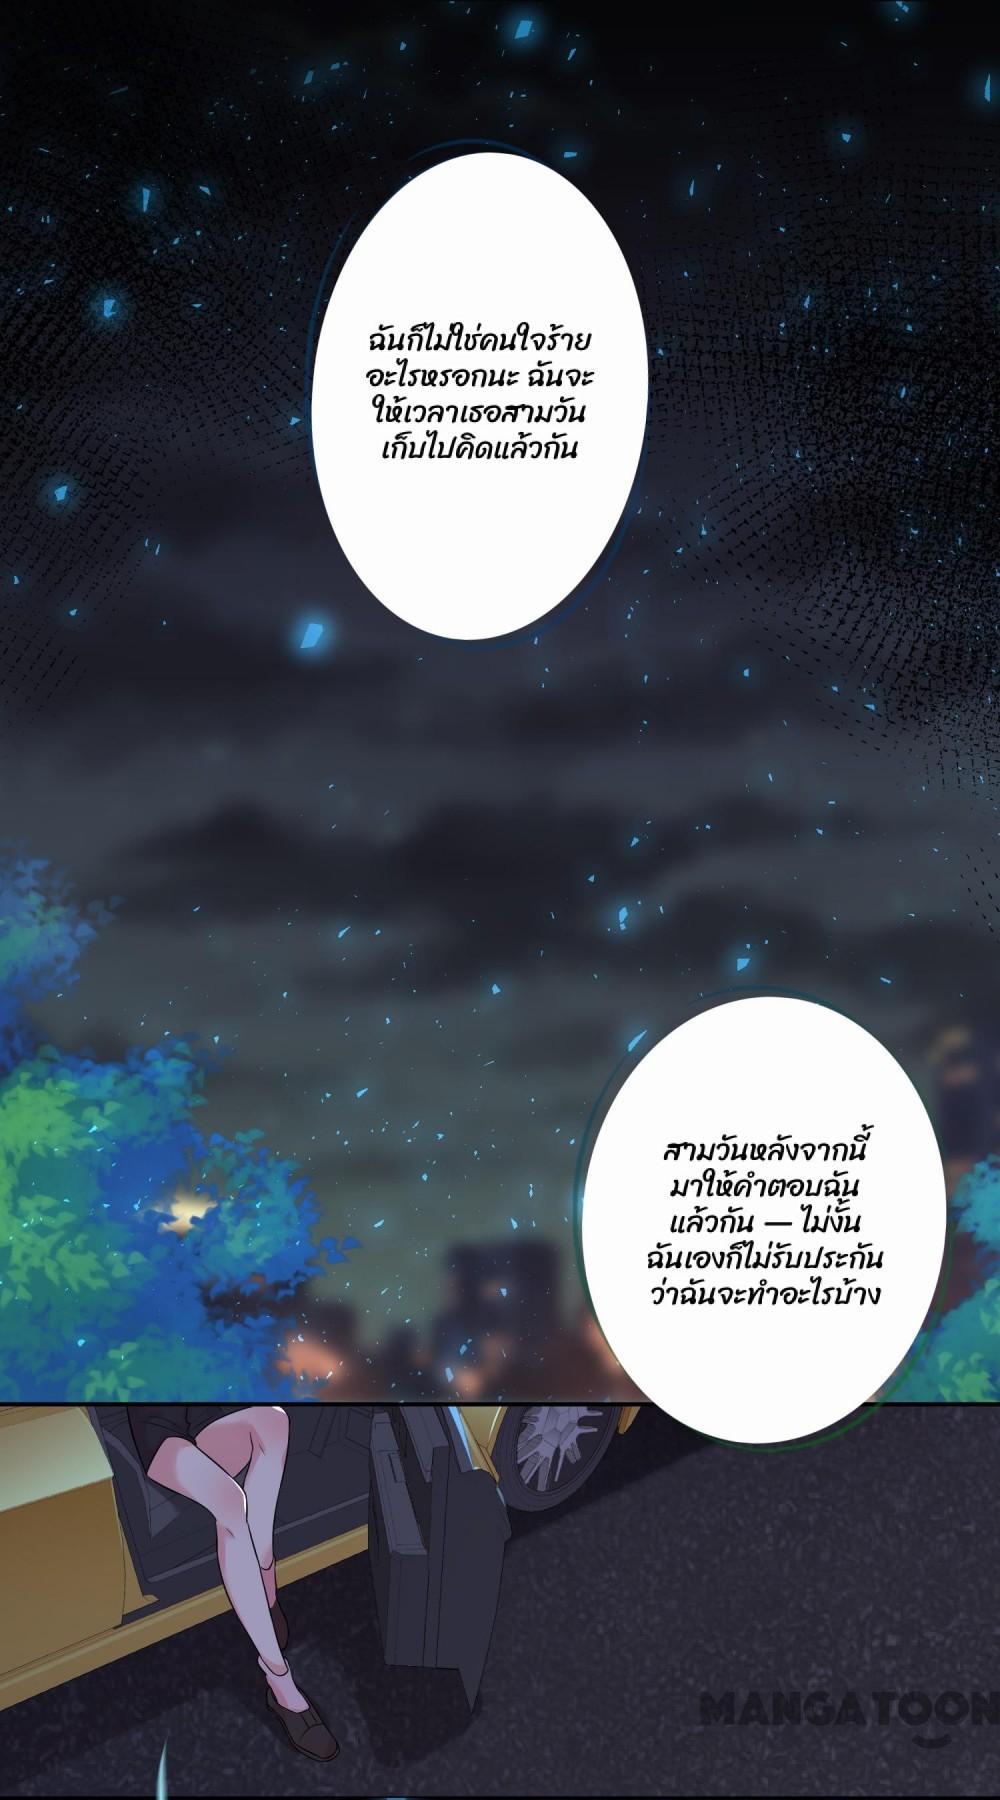 ฉันก็ไม่ใช่คนใจร้าย
อะไรหรอกนะ ฉันจะ
ให้เวลาเธอสามวัน
เก็บไปคิดแล้วกัน
สามวันหลังจากนี้
มาให้คำตอบฉัน
แล้วกัน — ไม่งั้น
ฉันเองก็ไม่รับประกัน
ว่าฉันจะทำอะไรบ้าง
MANGA TOON